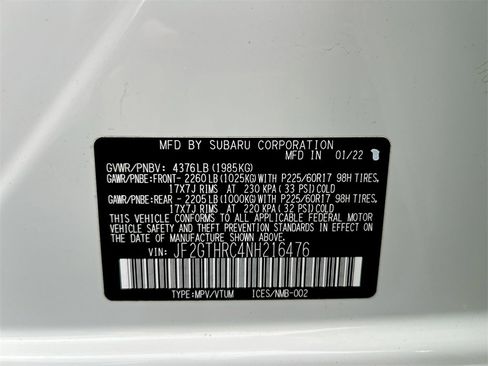 MFD BY SUBARU CORPORATION
MFD IN 01/22
GVWR/PNBV: 4376LB(1985KG)
GAWR/PNBE:FRONT- 2260LB(1025KG)WITH P225/60R17 98H TIRES,
17X7J RIMS AT 230 KPA(33 PSI)COLD
GAWR/PNBE:REAR - 2205LB(1000KG)WITH P225/60R17 98H TIRES,
17X7J RIMS AT 220 KPA(32 PSI)COLD
THIS VEHICLE CONFORMS TO ALL APPLICABLE FEDERAL MOTOR
VEHICLE SAFETY AND THEFT PREVENTION STANDARDS IN EFFECT
ON THE DATE OF MANUFACTURE SHOWN ABOVE.
VIN: JF2GTHRC4NH216476
TYPE:MPV/VTUM ICES/NMB-002